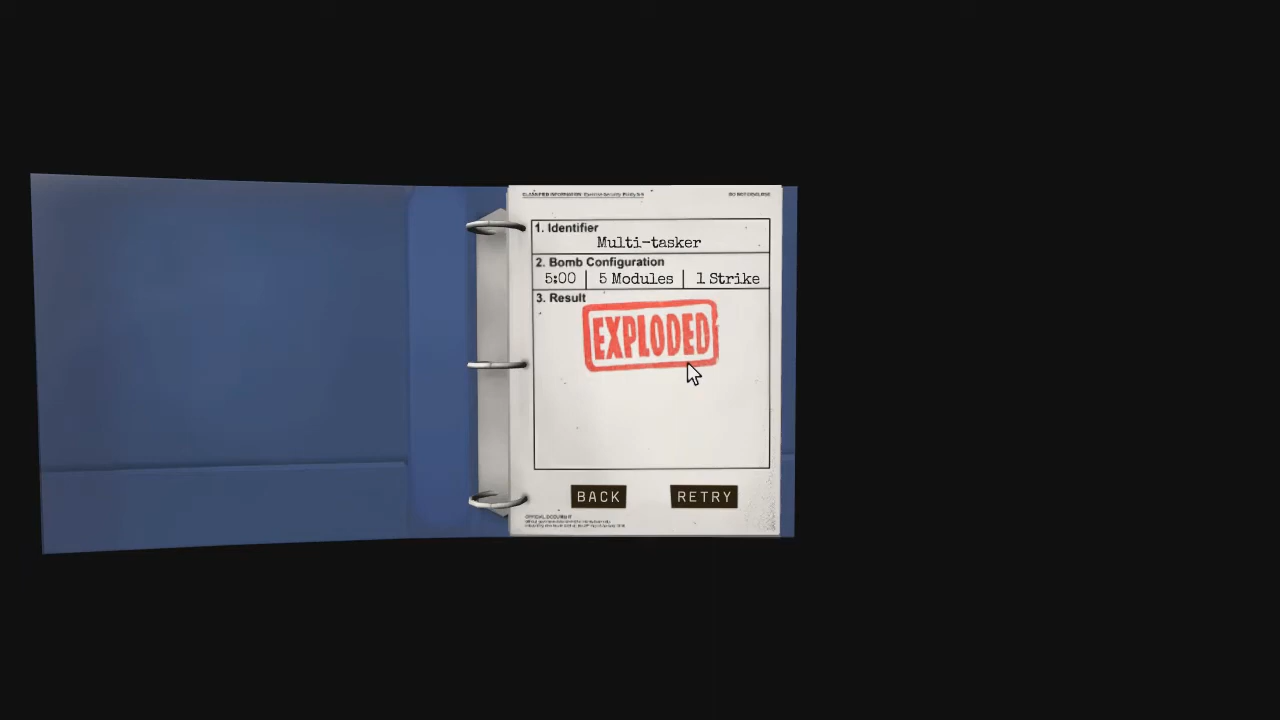 1. Identifier
Multi-tasker
2. Bomb Configuration
5:00 5 Modules 1 Strike
3. Result
EXPLODED
BACK RETRY